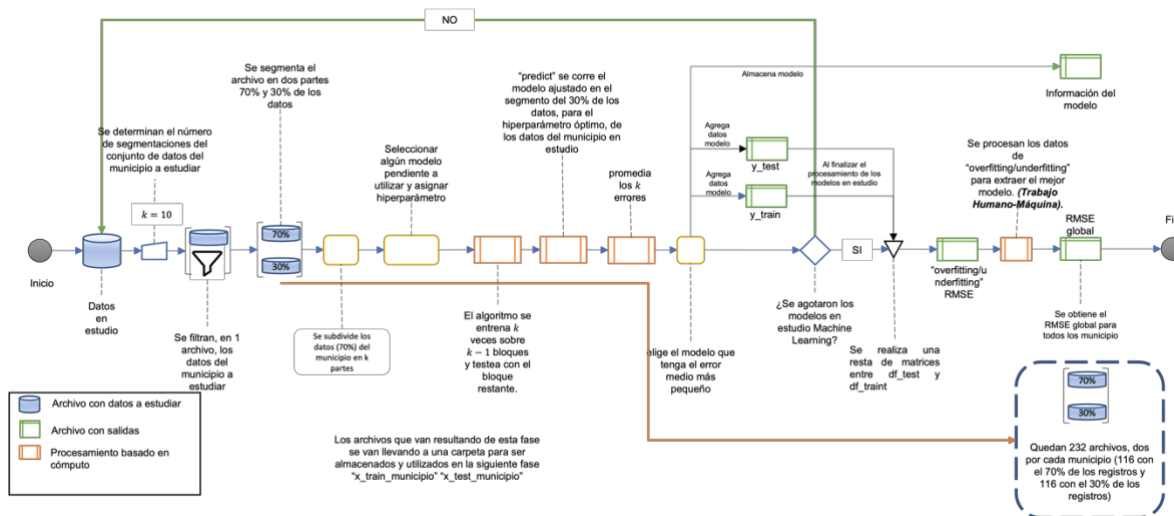 NO
Se segmenta el
archivo en dos partes
70% y 30% de los
datos
"predict" se corre el
modelo ajustado en el
segmento del 30% de los
datos, para el
hiperparámetro óptimo, de
los datos del municipio en
estudio
Almacena modelo
Información del
modelo
Se determinan el número
de segmentaciones del
conjunto de datos del
municipio a estudiar
Seleccionar
algún modelo
pendiente a
utilizar y asignar
hiperparámetro
promedia
los k
errores
Agrega
datos
modelo
y_test
Agrega
datos
modelo
y_train
Al finalizar el
procesamiento de los
modelos en estudio
Se procesan los datos
de
"overfitting/underfitting"
para extraer el mejor
modelo. (Trabajo
Humano-Máquina).
k = 10
70%
30%
SI
RMSE
global
Fi
Inicio
Datos
en
estudio
Se filtran, en 1
archivo, los
datos del
municipio a
estudiar
Se subdivide los
datos (70%) del
municipio en k
partes
El algoritmo se
entrena k
veces sobre
k − 1 bloques
y testea con el
bloque
restante.
elige el modelo que
tenga el error
medio más
pequeño
¿Se agotaron los
modelos en
estudio Machine
Learning?
Se realiza una
resta de matrices
entre df_test y
df_traint
"overfitting/u
nderfitting"
RMSE
Se obtiene el
RMSE global para
todos los municipio
Archivo con datos a estudiar
Archivo con salidas
Procesamiento basado en
cómputo
Los archivos que van resultando de esta fase
se van llevando a una carpeta para ser
almacenados y utilizados en la siguiente fase
"x_train_municipio" "x_test_municipio"
70%
30%
Quedan 232 archivos, dos
por cada municipio (116 con
el 70% de los registros y
116 con el 30% de los
registros)